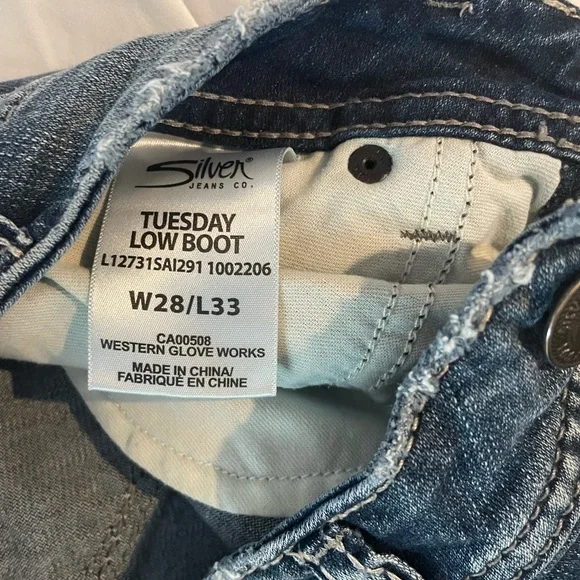 Silver®
JEANS CO.
TUESDAY
LOW BOOT
L12731SAI291 1002206
W28/L33
CA00508
WESTERN GLOVE WORKS
MADE IN CHINA/
FABRIQUÉ EN CHINE